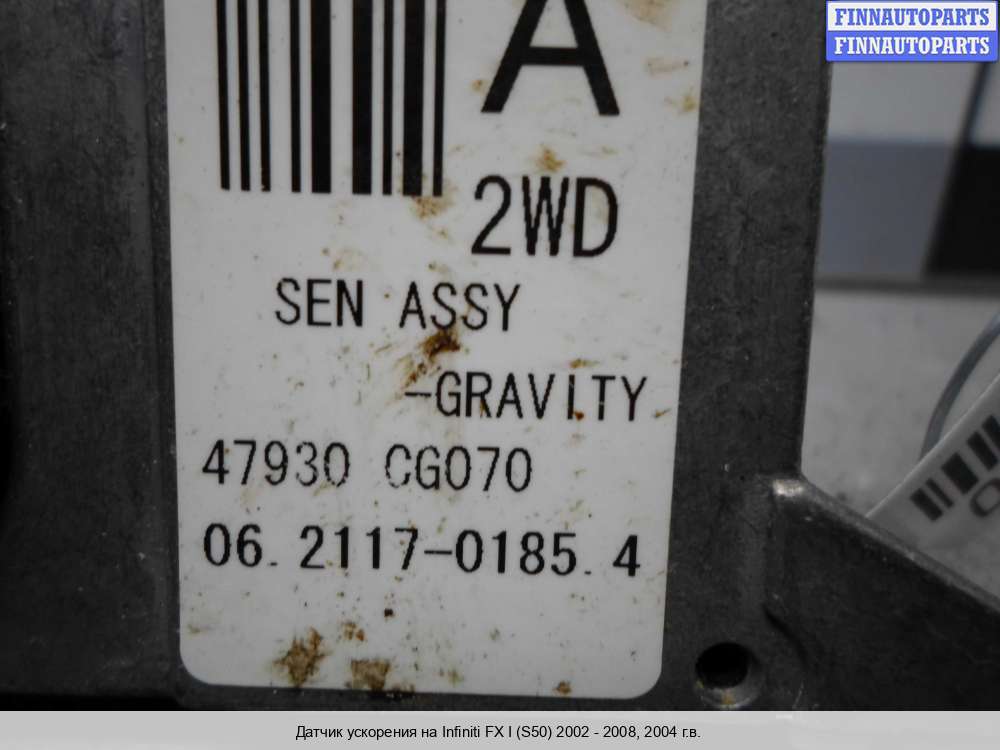 FINNAUTOPARTS
FINNAUTOPARTS
A
2WD
SEN ASSY
-GRAVITY
47930 CG070
06.2117-0185.4
Датчик ускорения на Infiniti FX I (S50) 2002 - 2008, 2004 г.в.